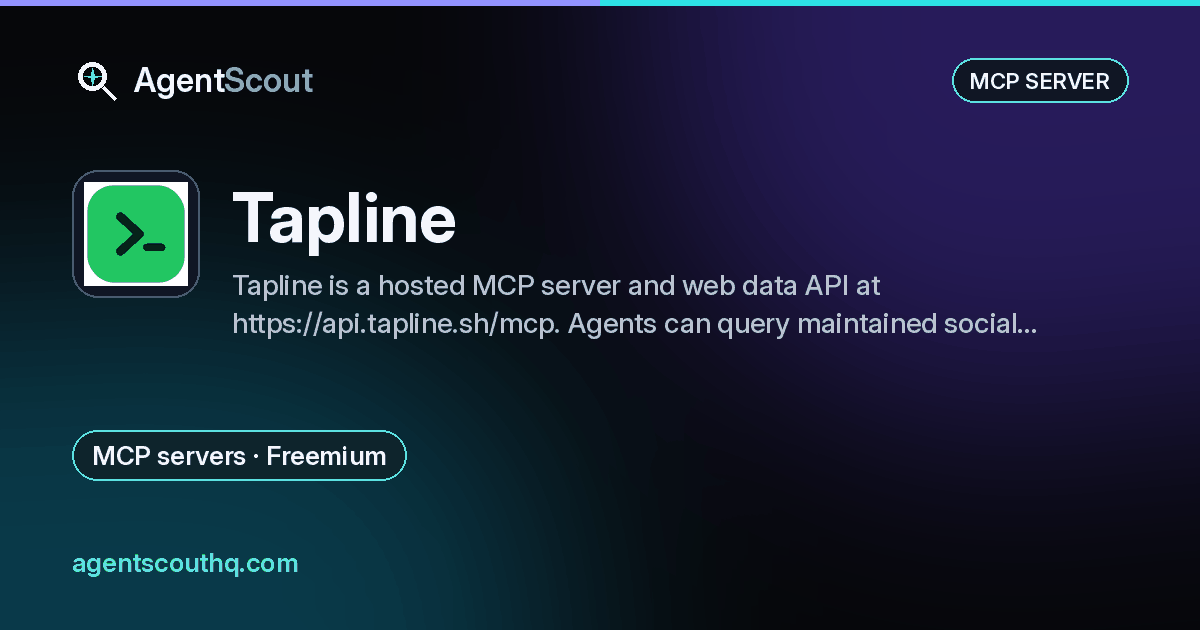 AgentScout
MCP SERVER
Tapline
Tapline is a hosted MCP server and web data API at
https://api.tapline.sh/mcp. Agents can query maintained social...
MCP servers · Freemium
agentscouthq.com